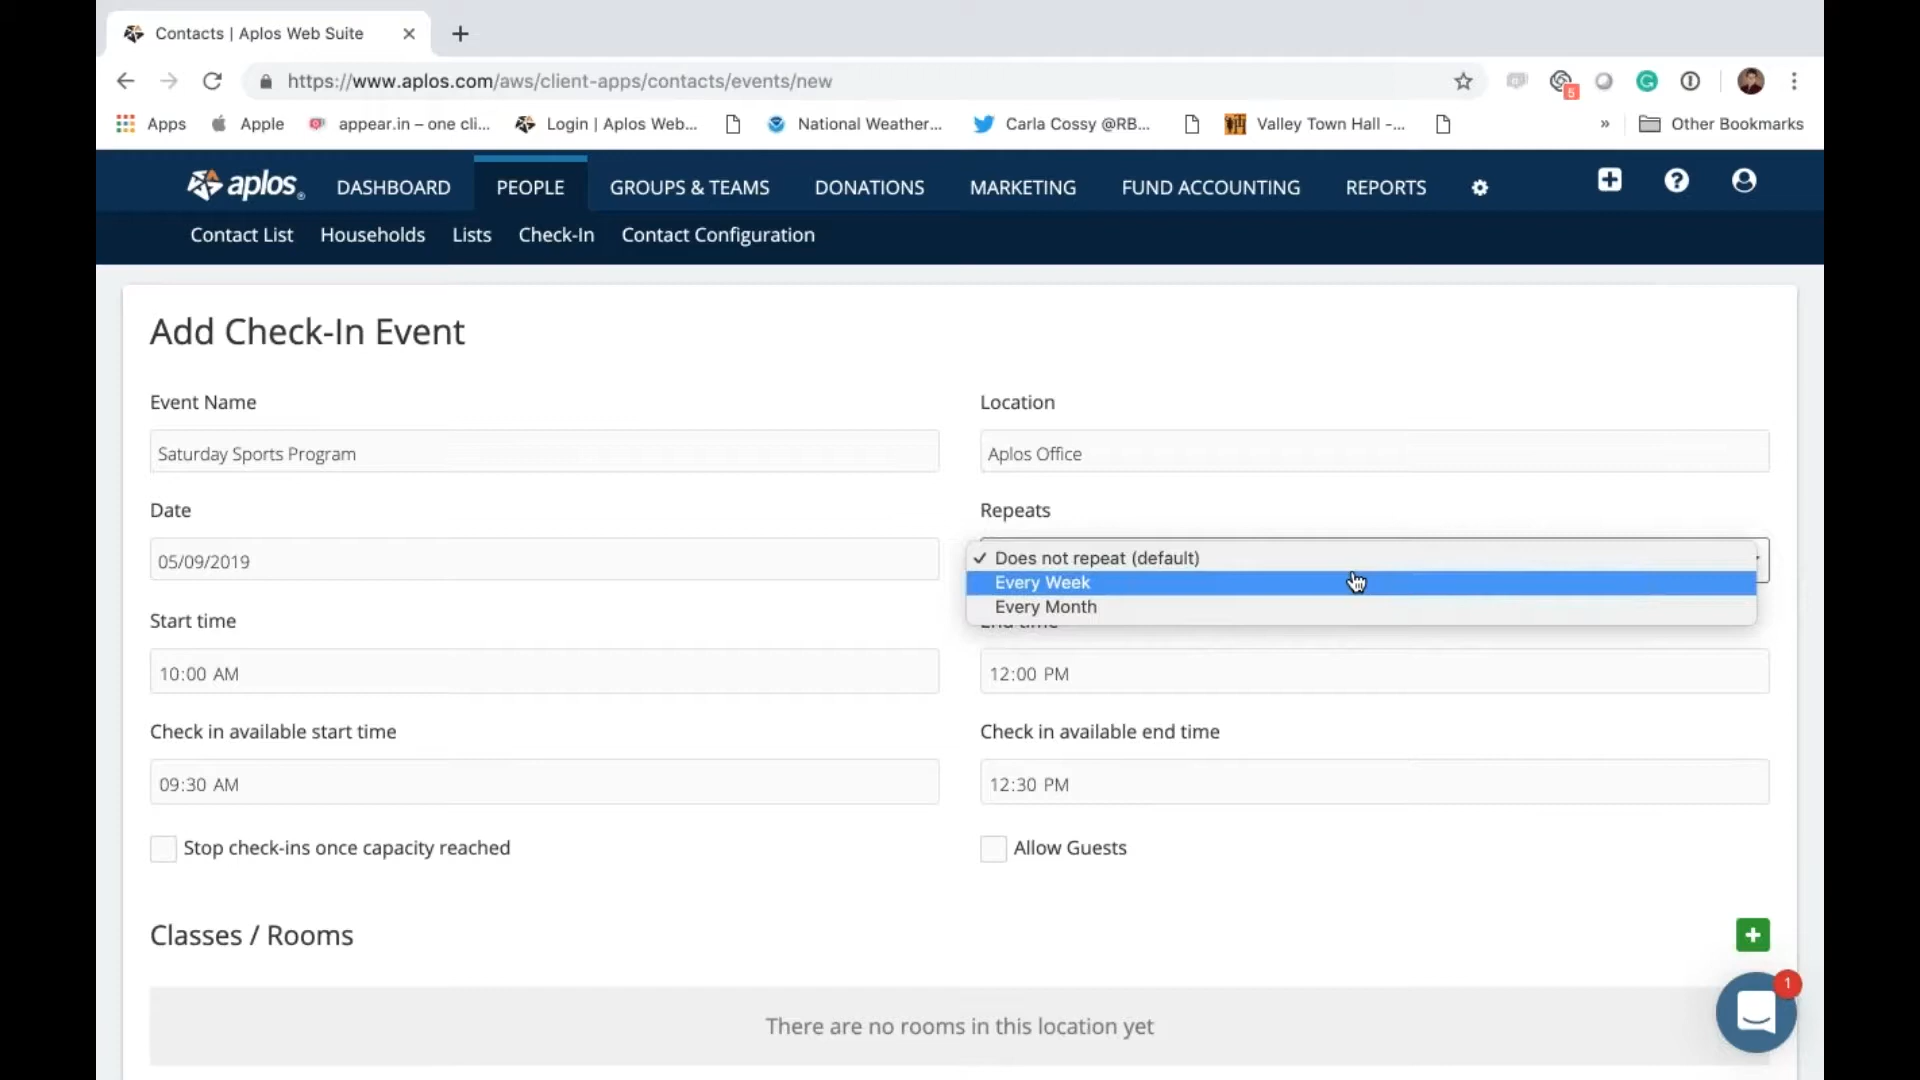 Contacts | Aplos Web Suite
https://www.aplos.com/aws/client-apps/contacts/events/new
5
Apps Apple appear.in – one cli... Login | Aplos Web... National Weather... Carla Cossy @RB... Valley Town Hall -... » Other Bookmarks
aplos DASHBOARD PEOPLE GROUPS & TEAMS DONATIONS MARKETING FUND ACCOUNTING REPORTS
Contact List Households Lists Check-In Contact Configuration
Add Check-In Event
Event Name Location
Saturday Sports Program Aplos Office
Date Repeats
05/09/2019 ✓ Does not repeat (default)
Every Week
Every Month
Start time End time
10:00 AM 12:00 PM
Check in available start time Check in available end time
09:30 AM 12:30 PM
Stop check-ins once capacity reached Allow Guests
Classes / Rooms
1
There are no rooms in this location yet